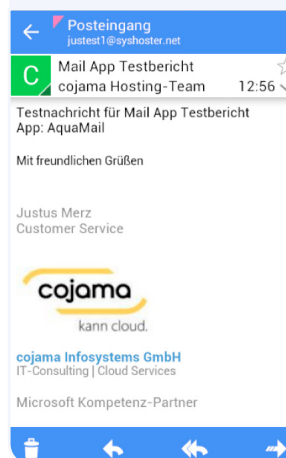 Posteingang
justest1@syshoster.net
C
Mail App Testbericht
cojama Hosting-Team 12:56
Testnachricht für Mail App Testbericht
App: AquaMail
Mit freundlichen Grüßen
Justus Merz
Customer Service
cojama
kann cloud.
cojama Infosystems GmbH
IT-Consulting | Cloud Services
Microsoft Kompetenz-Partner